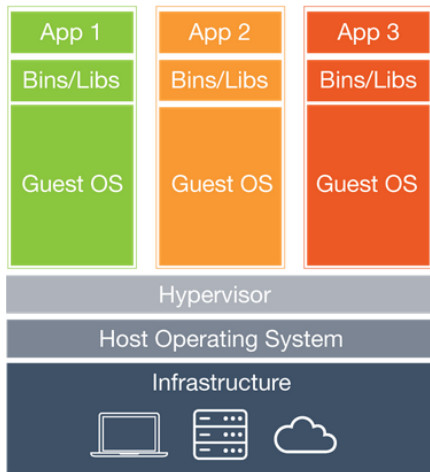 App 1
App 2
App 3
Bins/Libs
Bins/Libs
Bins/Libs
Guest OS
Guest OS
Guest OS
Hypervisor
Host Operating System
Infrastructure